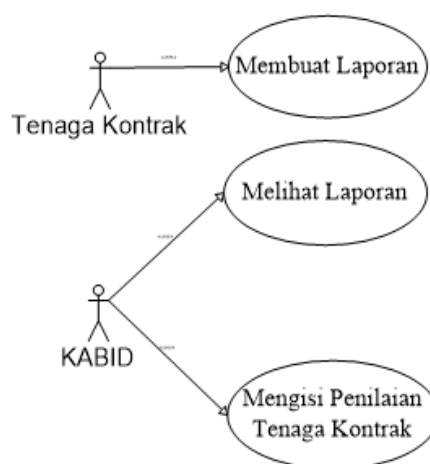 Membuat Laporan
Tenaga Kontrak
Melihat Laporan
KABID
Mengisi Penilaian
Tenaga Kontrak